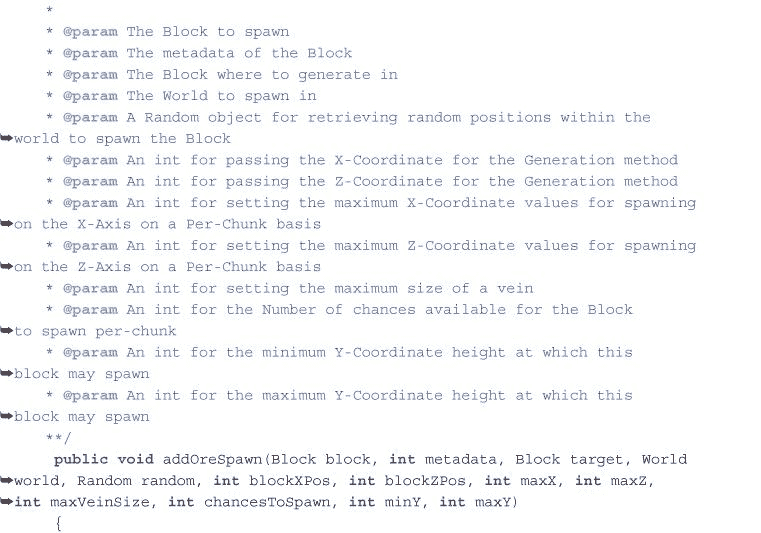 *
* @param The Block to spawn
* @param The metadata of the Block
* @param The Block where to generate in
* @param The World to spawn in
* @param A Random object for retrieving random positions within the
➥world to spawn the Block
* @param An int for passing the X-Coordinate for the Generation method
* @param An int for passing the Z-Coordinate for the Generation method
* @param An int for setting the maximum X-Coordinate values for spawning
➥on the X-Axis on a Per-Chunk basis
* @param An int for setting the maximum Z-Coordinate values for spawning
➥on the Z-Axis on a Per-Chunk basis
* @param An int for setting the maximum size of a vein
* @param An int for the Number of chances available for the Block
➥to spawn per-chunk
* @param An int for the minimum Y-Coordinate height at which this
➥block may spawn
* @param An int for the maximum Y-Coordinate height at which this
➥block may spawn
**/
public void addOreSpawn(Block block, int metadata, Block target, World
➥world, Random random, int blockXPos, int blockZPos, int maxX, int maxZ,
➥int maxVeinSize, int chancesToSpawn, int minY, int maxY)
{